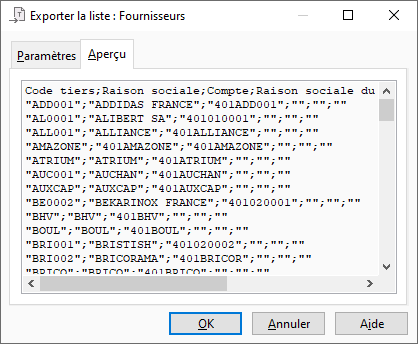 Exporter la liste : Fournisseurs
Paramètres
Aperçu
Code tiers;Raison sociale;Compte;Raison sociale du
"ADD001";"ADDIDAS FRANCE";"401ADD001";"";"";""
"AL0001";"ALIBERT SA";"401010001";"";"";""
"ALL001";"ALLIANCE";"401ALLIANCE";"";"";""
"AMAZONE";"401AMAZONE";"401AMAZONE";"";"";""
"ATRIUM";"ATRIUM";"401ATRIUM";"";"";""
"AUC001";"AUCHAN";"401AUCHAN";"";"";""
"AUXCAP";"AUXCAP";"401AUXCAP";"";"";""
"BE0002";"BEKARINOX FRANCE";"401020001";"";"";""
"BHV";"BHV";"401BHV";"";"";""
"BOUL";"BOUL";"401BOUL";"";"";""
"BRI001";"BRISTISH";"401020002";"";"";""
"BRI002";"BRICORAMA";"401BRICOR";"";"";""
"BRICO";"BRICO";"401BRICO";"";"";""
OK
Annuler
Aide